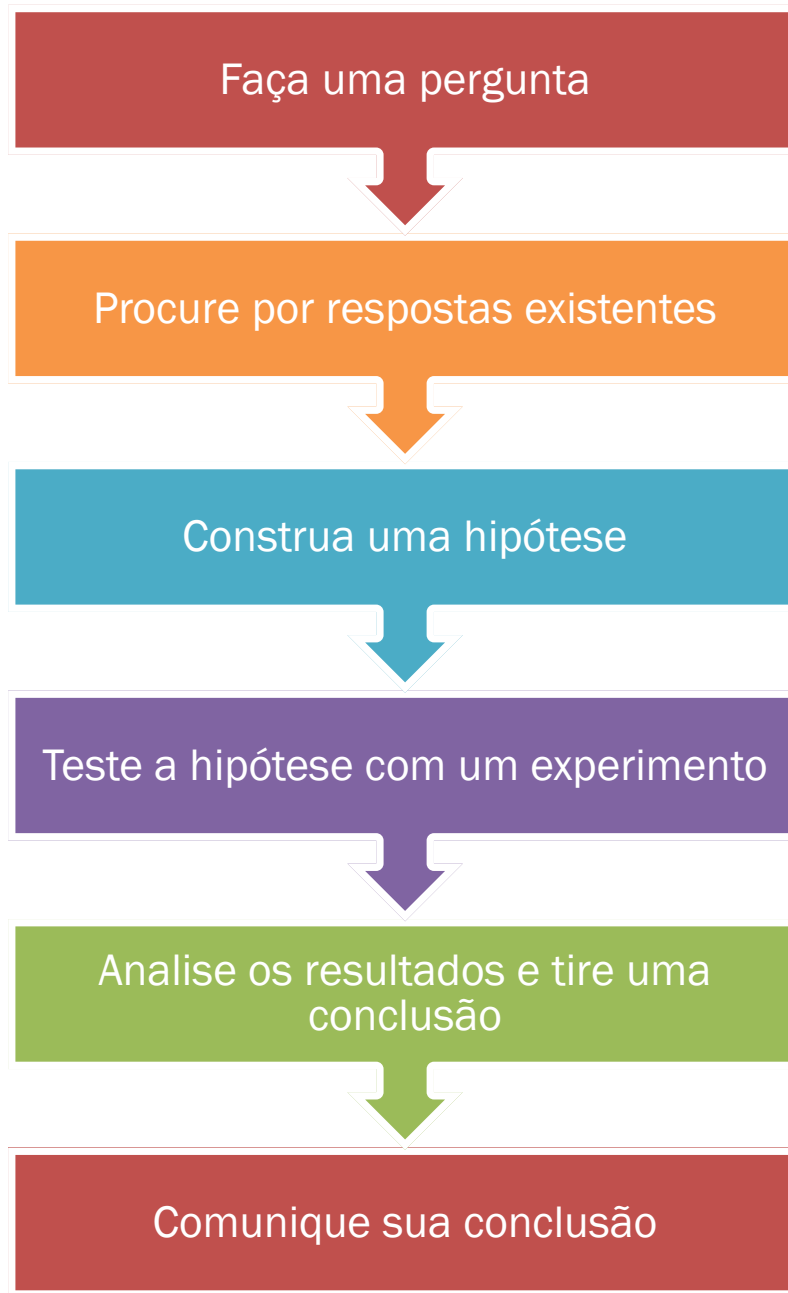 Faça uma pergunta
Procure por respostas existentes
Construa uma hipótese
Teste a hipótese com um experimento
Analise os resultados e tire uma
conclusão
Comunique sua conclusão